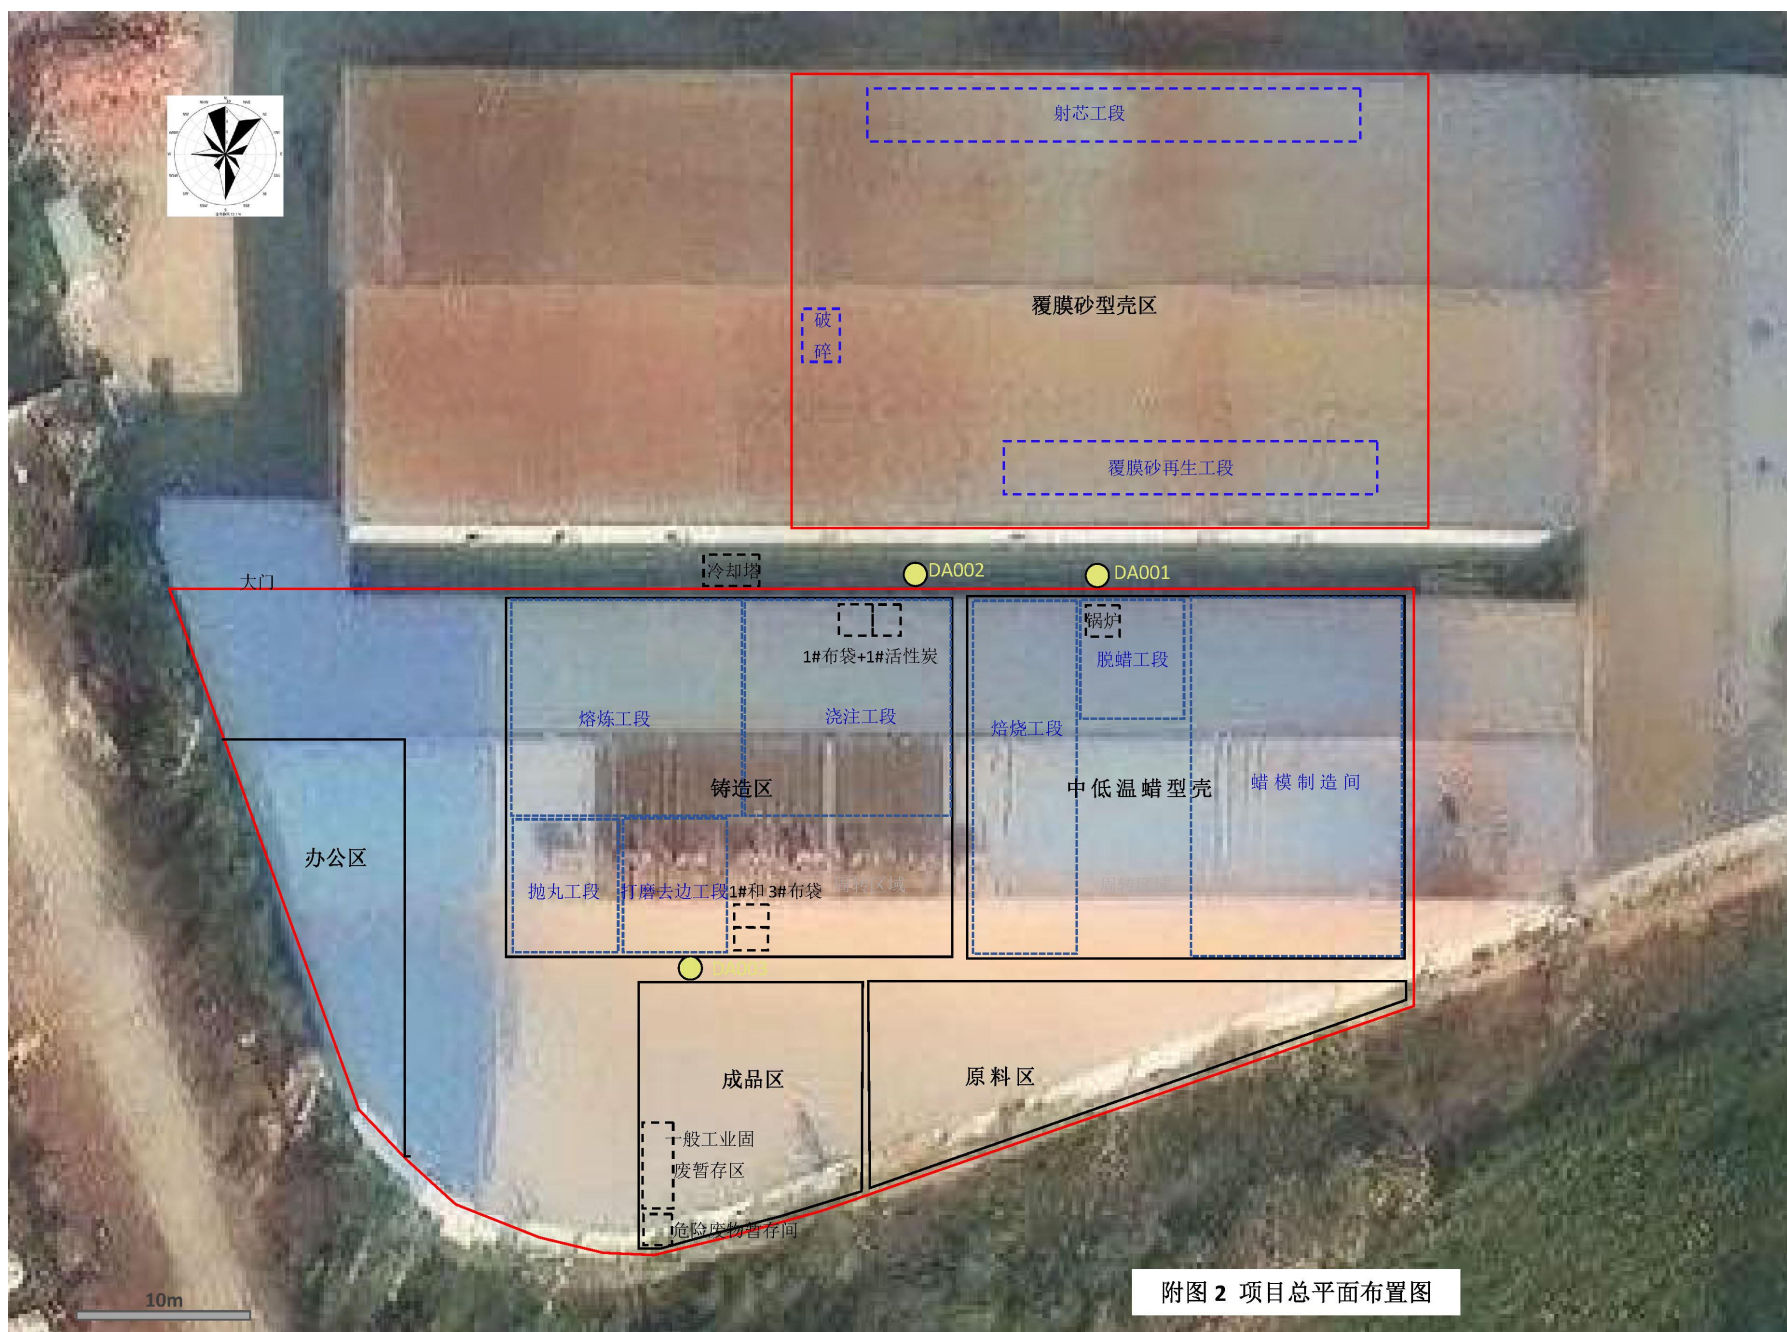 射芯工段
覆膜砂型壳区
破
碎
覆膜砂再生工段
冷却塔
DA002
DA001
大门
锅炉
1#布袋+1#活性炭
脱蜡工段
熔炼工段
浇注工段
焙烧工段
铸造区
中低温蜡型壳
蜡模制造间
办公区
抛丸工段
打磨去边工段
1#和3#布袋
DA003
成品区
原料区
一般工业固
废暂存区
危险废物暂存间
10m
附图2 项目总平面布置图